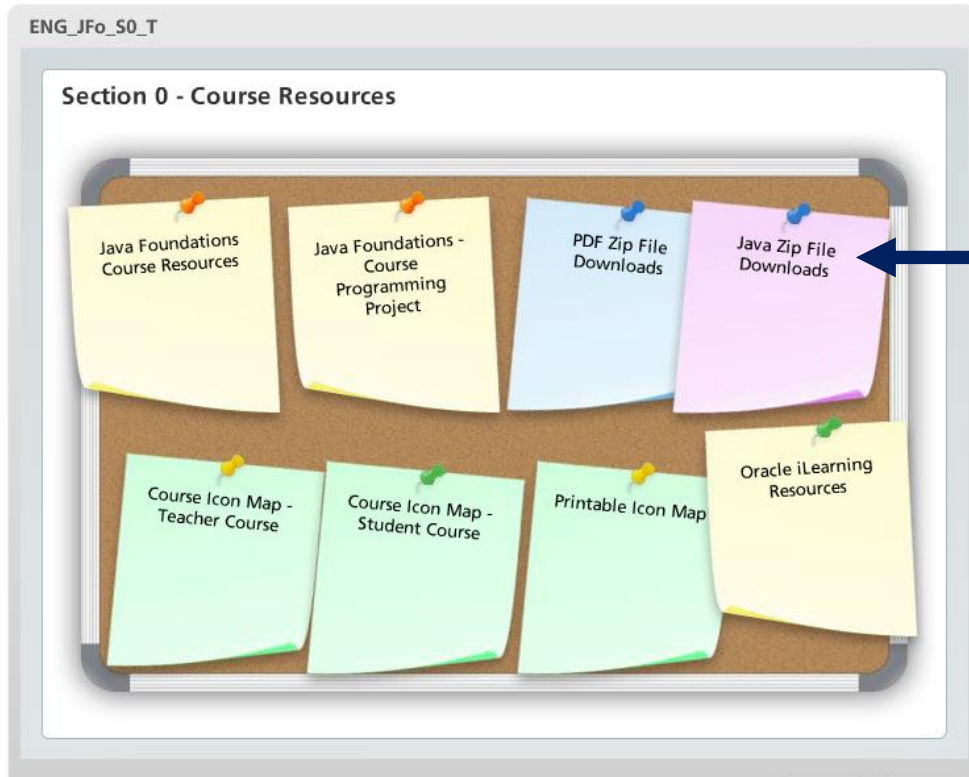 ENG_JFo_S0_T
Section 0 - Course Resources
Java Foundations
Course Resources
Java Foundations -
Course
Programming
Project
PDF Zip File
Downloads
Java Zip File
Downloads
Course Icon Map -
Teacher Course
Course Icon Map -
Student Course
Printable Icon Map
Oracle iLearning
Resources